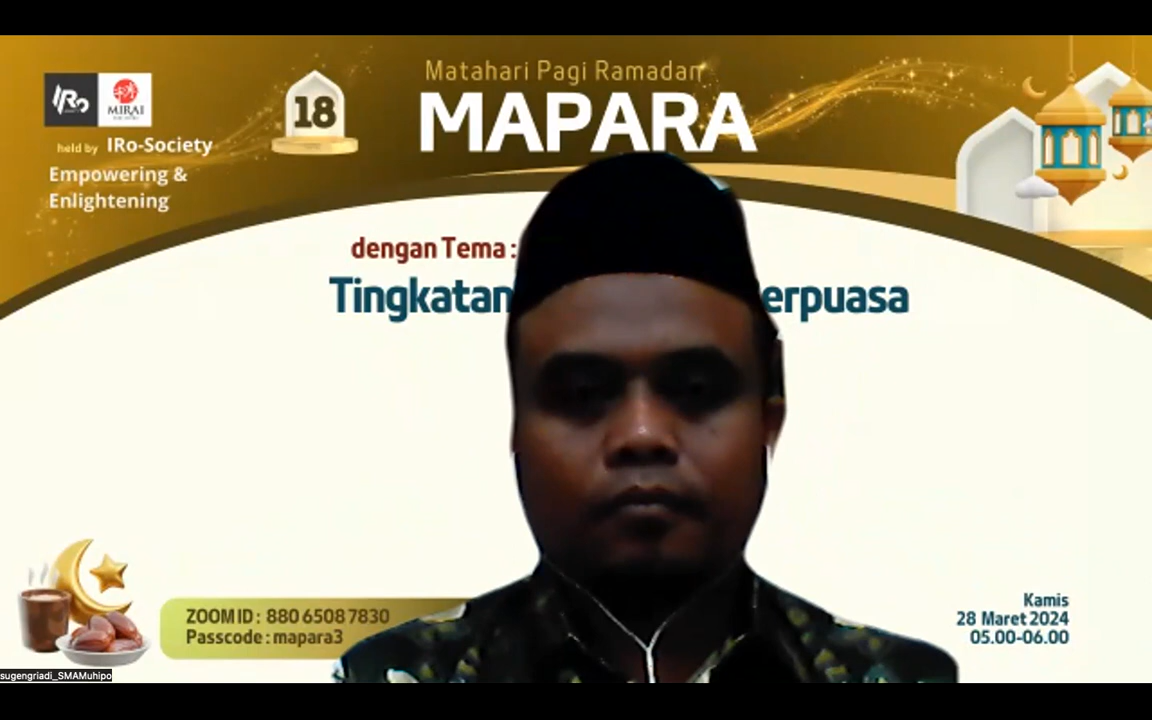 IRo
MIRAI
held by IRo-Society
Empowering &
Enlightening
18
Matahari Pagi Ramadan
MAPARA
dengan Tema :
Tingkatan erpuasa
ZOOM ID : 880 6508 7830
Passcode : mapara3
Kamis
28 Maret 2024
05.00-06.00
sugengriadi_SMAMuhipo